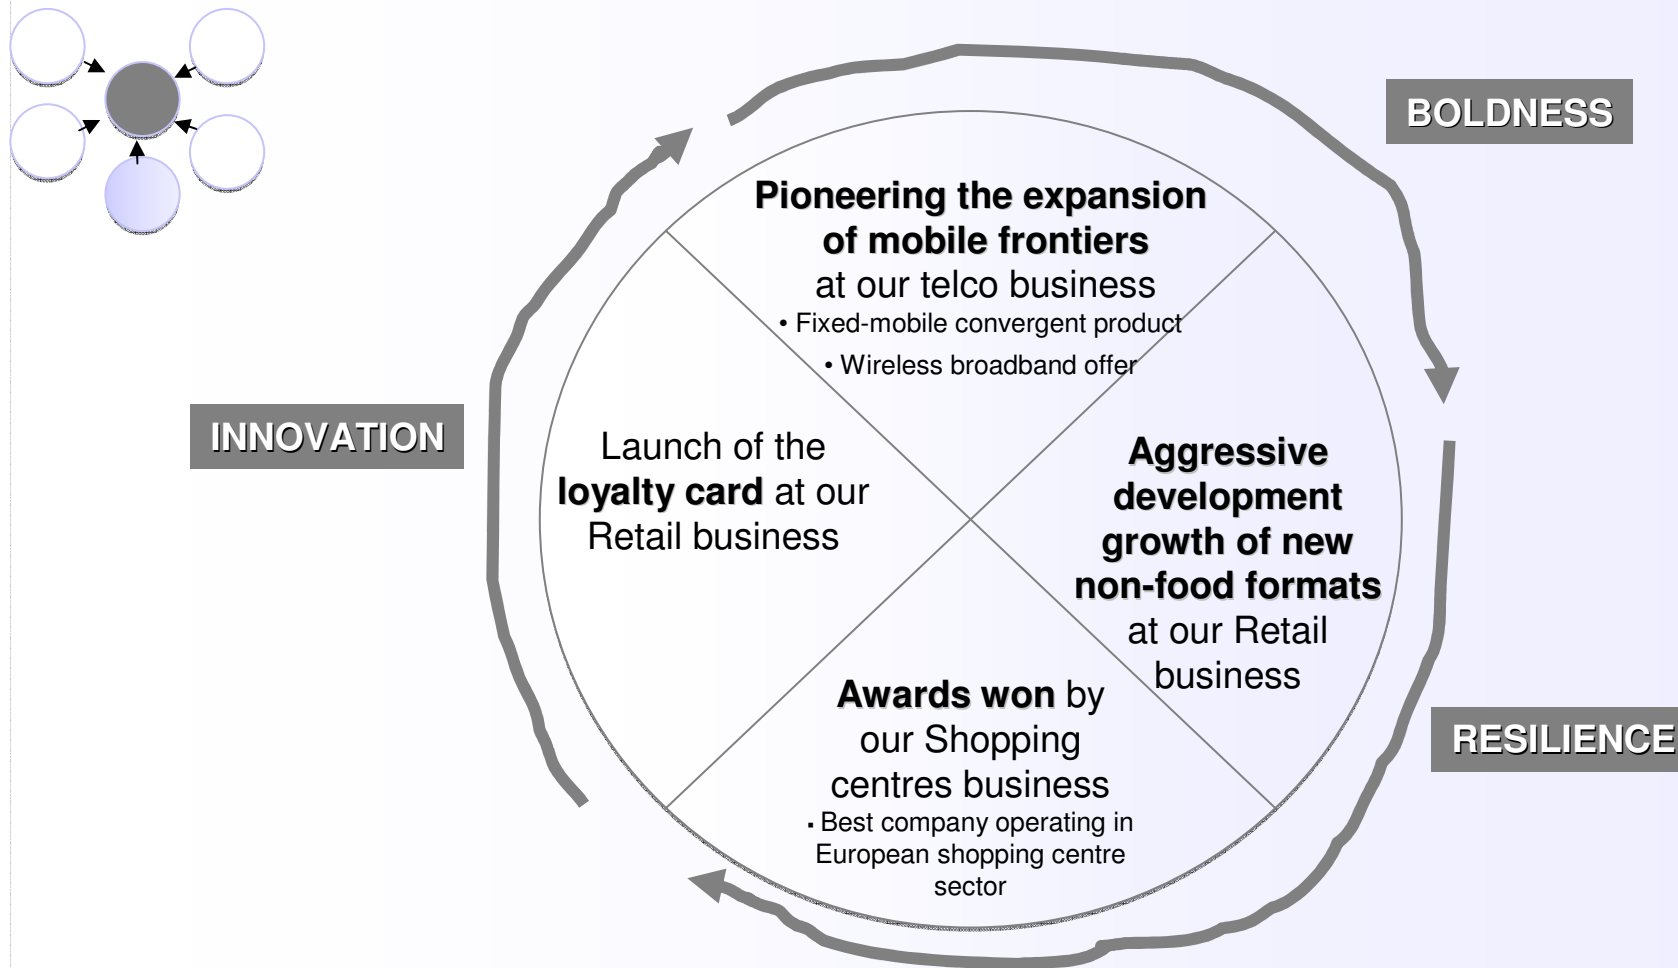 BOLDNESS
Pioneering the expansion
of mobile frontiers
at our telco business
• Fixed-mobile convergent product
• Wireless broadband offer
INNOVATION
Launch of the
loyalty card at our
Retail business
Aggressive
development
growth of new
non-food formats
at our Retail
business
Awards won by
our Shopping
centres business
▪ Best company operating in
European shopping centre
sector
RESILIENCE